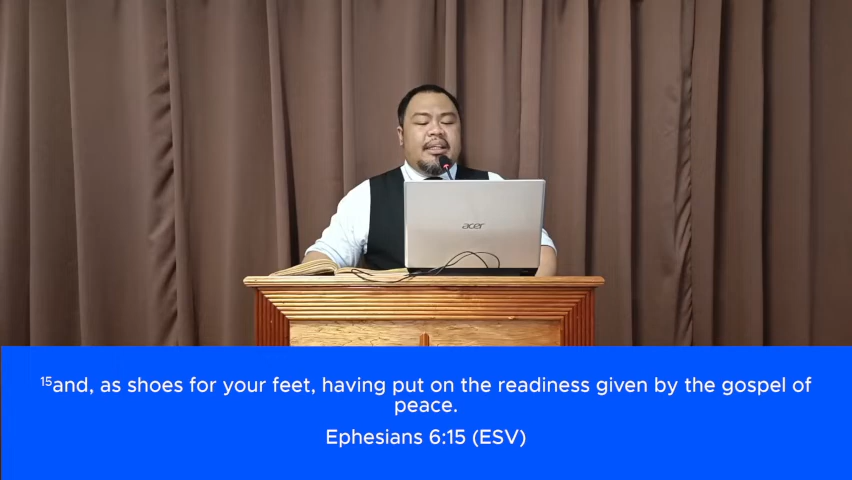 acer
¹⁵and, as shoes for your feet, having put on the readiness given by the gospel of
peace.
Ephesians 6:15 (ESV)